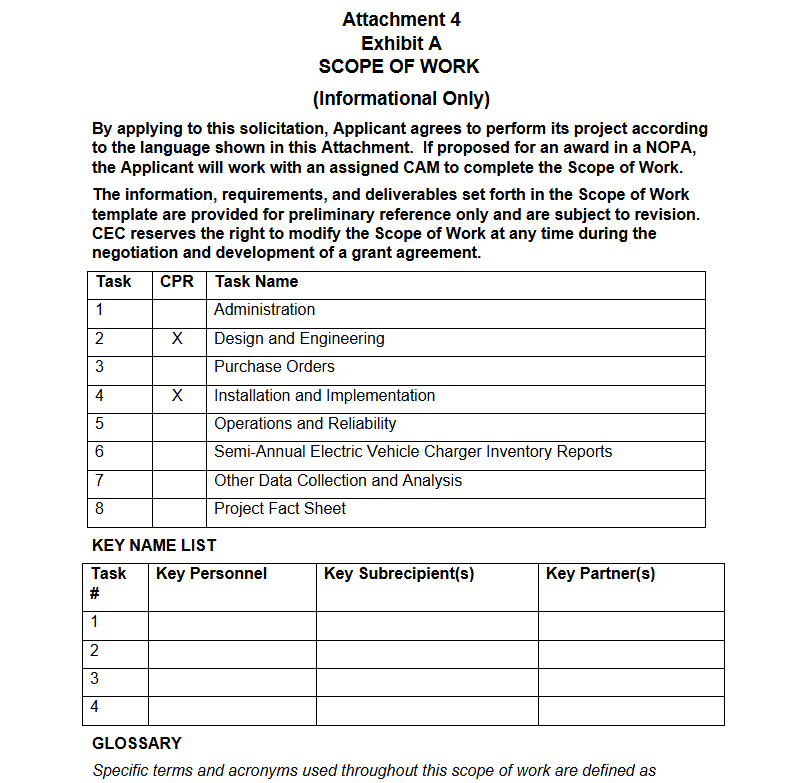 Attachment 4
Exhibit A
SCOPE OF WORK
(Informational Only)
By applying to this solicitation, Applicant agrees to perform its project according
to the language shown in this Attachment.  If proposed for an award in a NOPA,
the Applicant will work with an assigned CAM to complete the Scope of Work.
The information, requirements, and deliverables set forth in the Scope of Work
template are provided for preliminary reference only and are subject to revision.
CEC reserves the right to modify the Scope of Work at any time during the
negotiation and development of a grant agreement.
Task CPR Task Name
1 Administration
2 X Design and Engineering
3 Purchase Orders
4 X Installation and Implementation
5 Operations and Reliability
6 Semi-Annual Electric Vehicle Charger Inventory Reports
7 Other Data Collection and Analysis
8 Project Fact Sheet
KEY NAME LIST
Task Key Personnel Key Subrecipient(s) Key Partner(s)
#
1
2
3
4
GLOSSARY
Specific terms and acronyms used throughout this scope of work are defined as